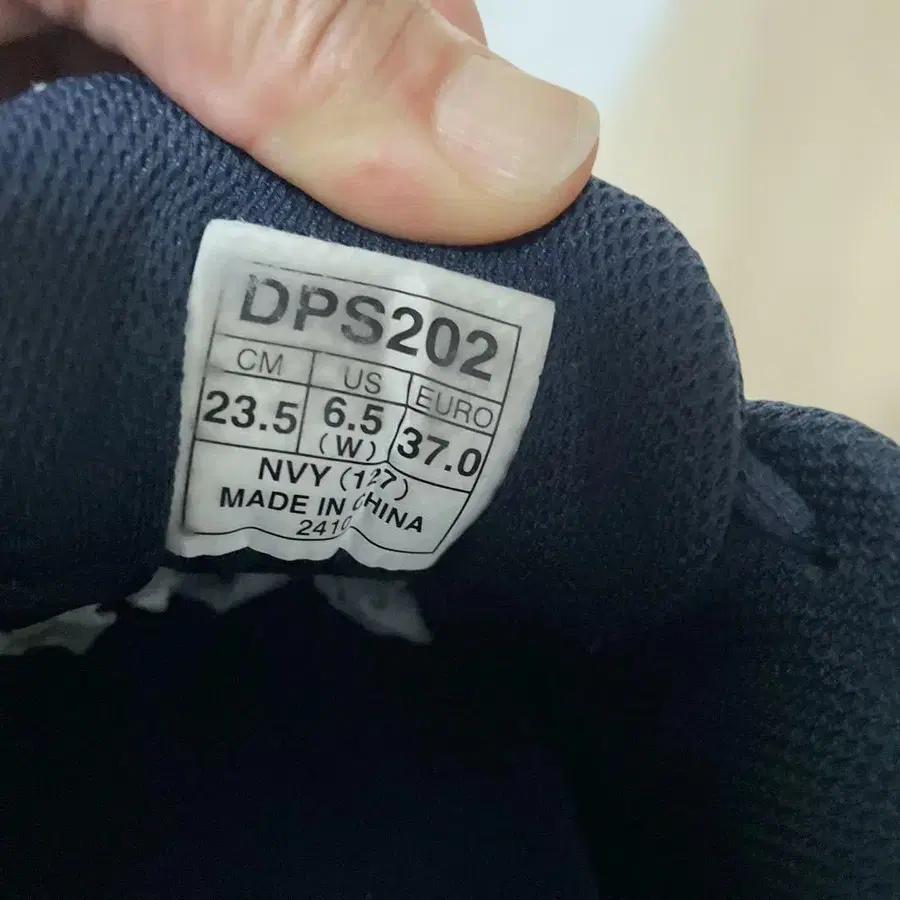 DPS202
CM US EURO
23.5 6.5 (W) 37.0
NVY (127)
MADE IN CHINA
2410